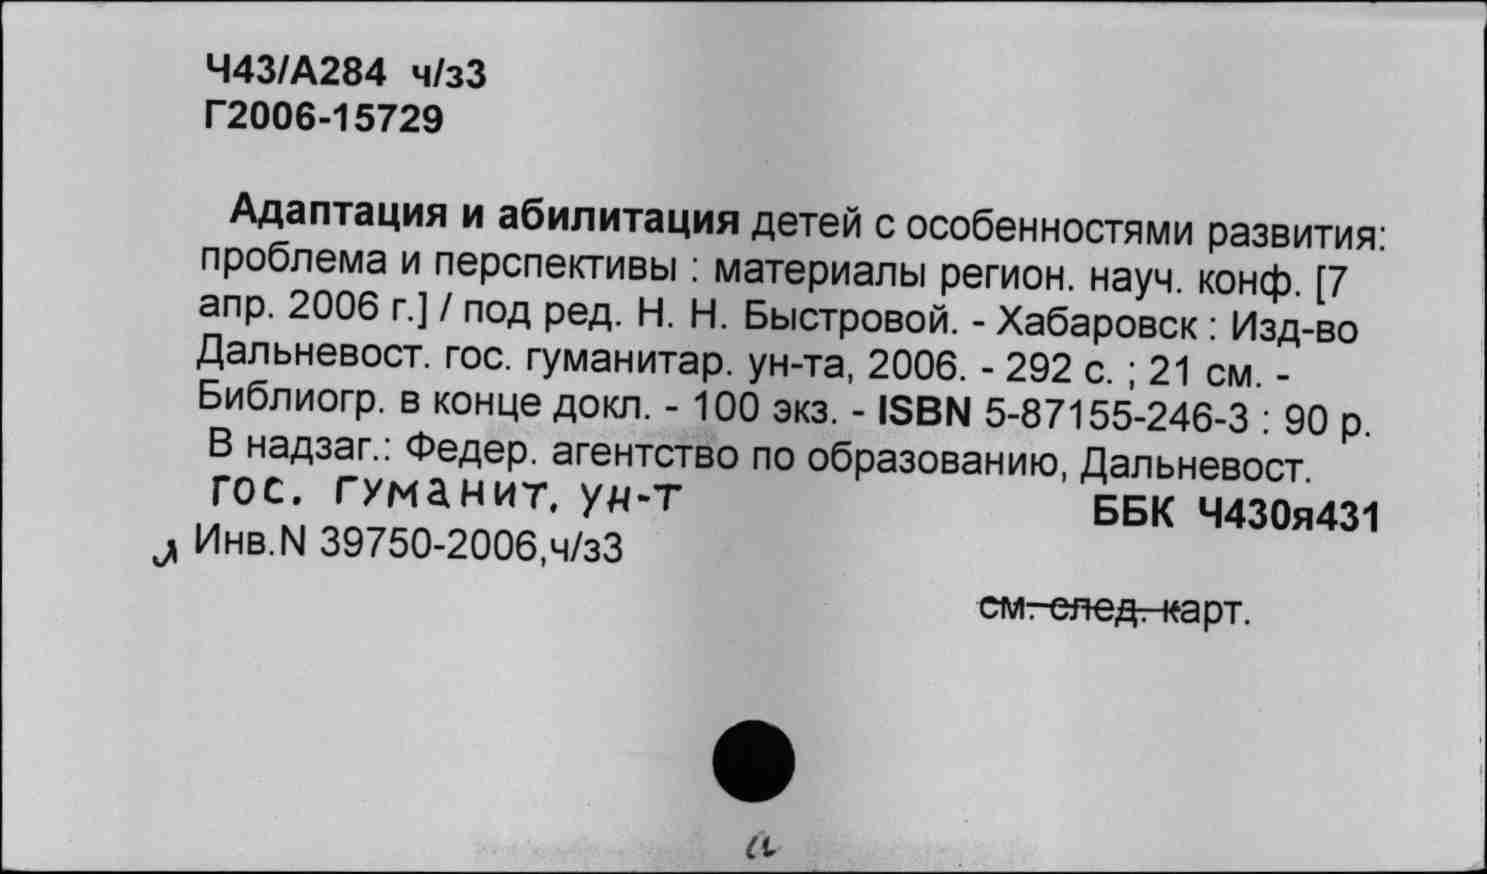 Ч43/А284 ч/з3
Г2006-15729
Адаптация и абилитация детей с особенностями развития:
проблема и перспективы : материалы регион. науч. конф. [7
апр. 2006 г.] / под ред. Н. Н. Быстровой. - Хабаровск : Изд-во
Дальневост. гос. гуманитар. ун-та, 2006. - 292 с. ; 21 см. -
Библиогр. в конце докл. - 100 экз. - ISBN 5-87155-246-3 : 90 р.
В надзаг.: Федер. агентство по образованию, Дальневост.
гос. гуманит. ун-т
ББК Ч430я431
Инв.N 39750-2006,ч/з3
см. след. карт.